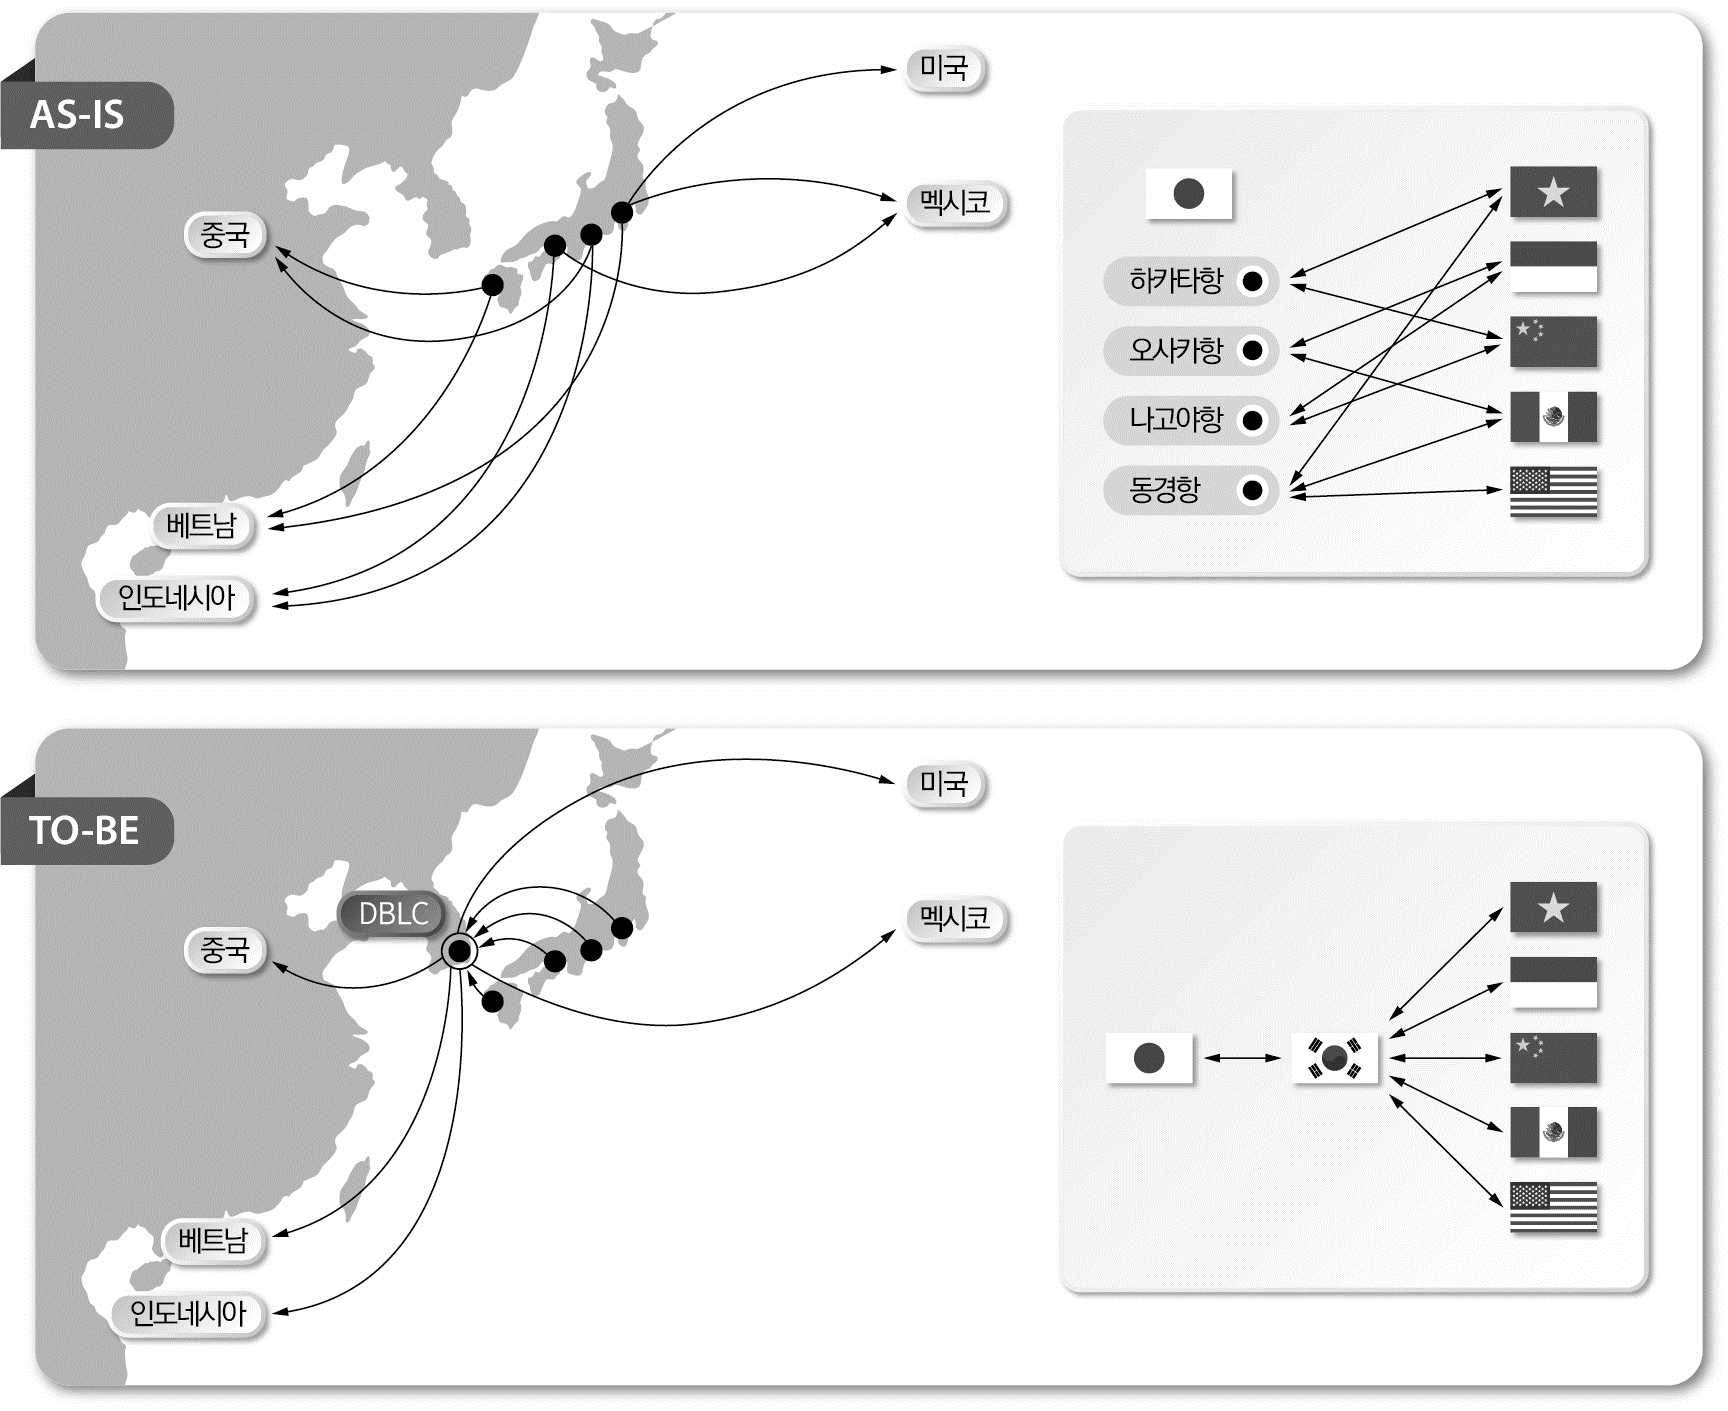 AS-IS
미국
멕시코
중국
베트남
인도네시아
하카타항
오사카항
나고야항
동경항
TO-BE
미국
DBLC
멕시코
중국
베트남
인도네시아